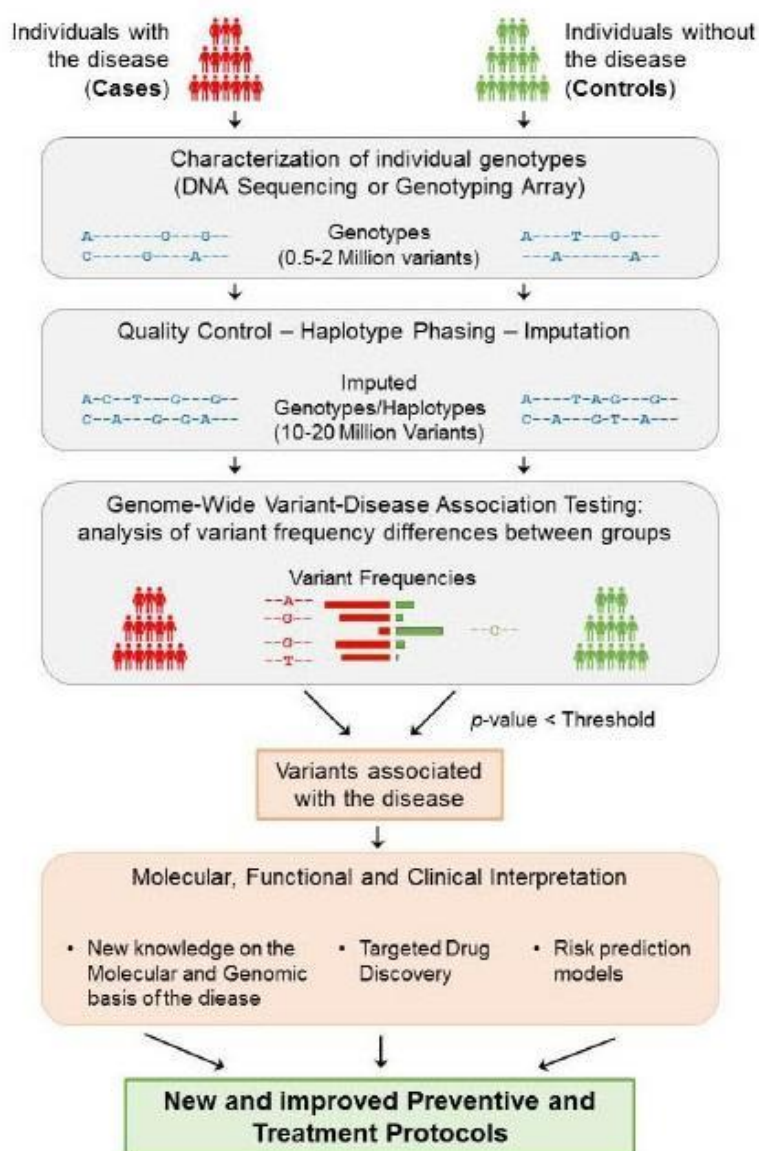 Individuals with
the disease
(Cases)
Individuals without
the disease
(Controls)
Characterization of individual genotypes
(DNA Sequencing or Genotyping Array)
A------G---G--
C-----G---A---
Genotypes
(0.5-2 Million variants)
A----T---G---
---A------A--
Quality Control – Haplotype Phasing – Imputation
A-C--T---G---G-
C--A---G-G-A---
Imputed
Genotypes/Haplotypes
(10-20 Million Variants)
A----T-A-G---G--
C--A---G-T--A---
Genome-Wide Variant-Disease Association Testing:
analysis of variant frequency differences between groups
Variant Frequencies
--A--
--G--
--G--
--T--
--C--
p-value < Threshold
Variants associated
with the disease
Molecular, Functional and Clinical Interpretation
• New knowledge on the
Molecular and Genomic
basis of the diease
• Targeted Drug
Discovery
• Risk prediction
models
New and improved Preventive and
Treatment Protocols